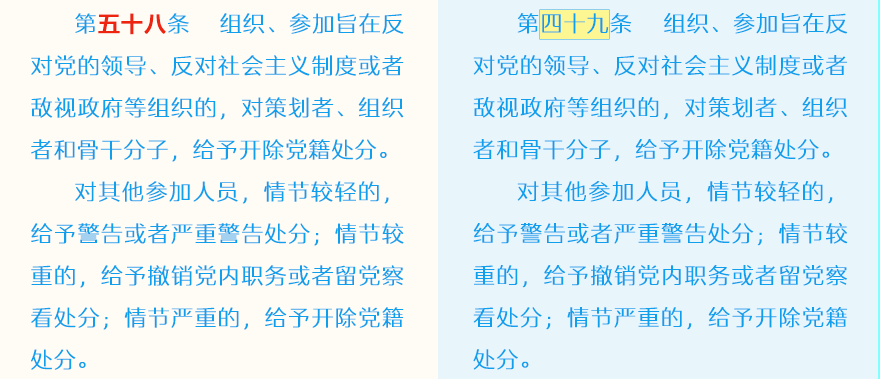 第五十八条 组织、参加旨在反
对党的领导、反对社会主义制度或者
敌视政府等组织的，对策划者、组织
者和骨干分子，给予开除党籍处分。
对其他参加人员，情节较轻的，
给予警告或者严重警告处分；情节较
重的，给予撤销党内职务或者留党察
看处分；情节严重的，给予开除党籍
处分。
第四十九条 组织、参加旨在反
对党的领导、反对社会主义制度或者
敌视政府等组织的，对策划者、组织
者和骨干分子，给予开除党籍处分。
对其他参加人员，情节较轻的，
给予警告或者严重警告处分；情节较
重的，给予撤销党内职务或者留党察
看处分；情节严重的，给予开除党籍
处分。